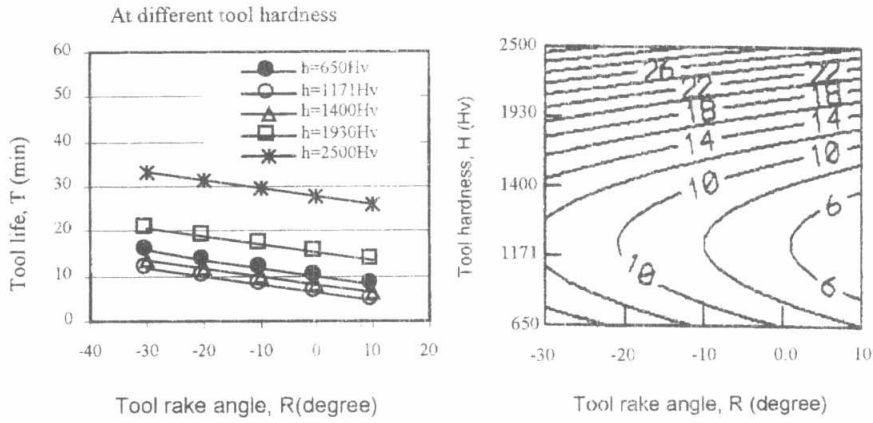 At different tool hardness
60
50
40
30
20
10
0
h=650Hv
h=1171Hv
h=1400Hv
h=1930Hv
h=2500Hv
-40 -30 -20 -10 0 10 20
Tool life, T (min)
Tool rake angle, R(degree)
2500
1930
1400
1171
650
26 22
22 18
18 14
14 10
10 6
10 6
-30 -20 -10 0.0 10
Tool hardness, H (Hv)
Tool rake angle, R (degree)